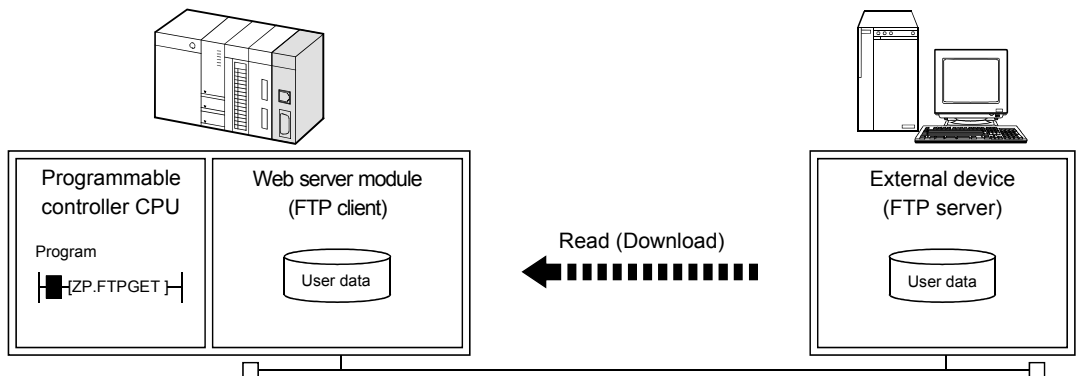 Programmable
controller CPU
Program
[ZP.FTPGET ]
Web server module
(FTP client)
User data
Read (Download)
External device
(FTP server)
User data